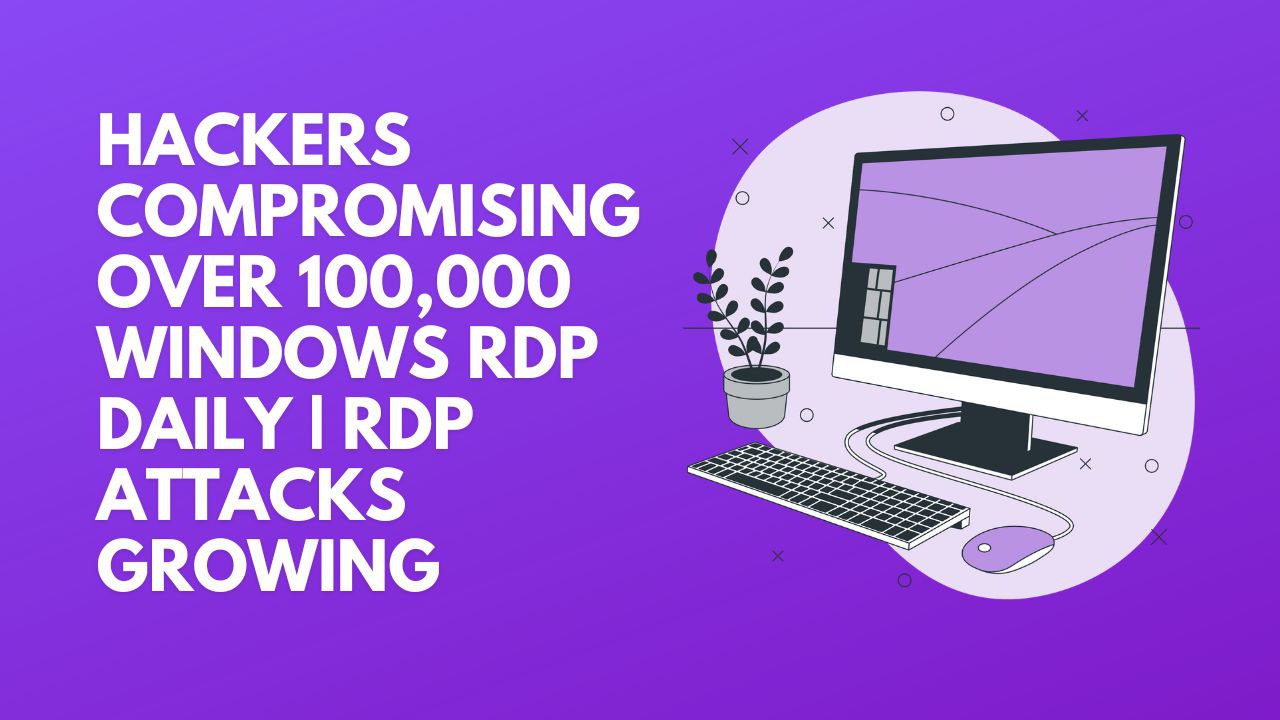 HACKERS
COMPROMISING
OVER 100,000
WINDOWS RDP
DAILY | RDP
ATTACKS
GROWING